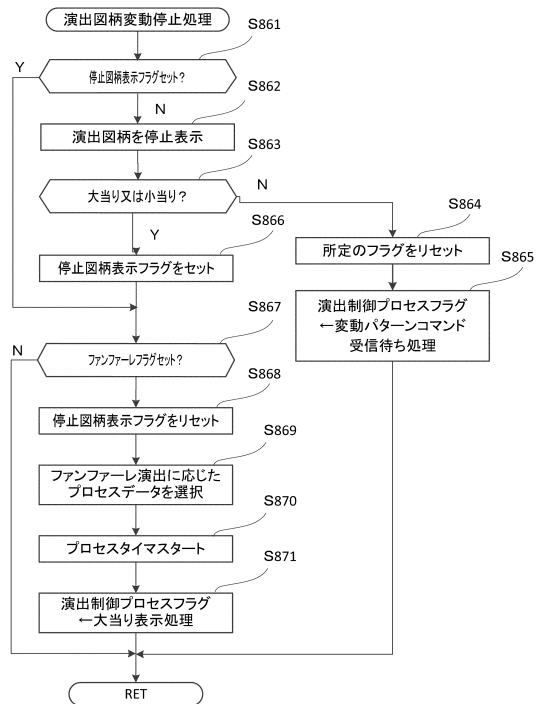 演出図柄変動停止処理
S861
Y
停止図柄表示フラグセット?
S862
N
演出図柄を停止表示
S863
大当り又は小当り?
N
S864
S866
Y
所定のフラグをリセット
S865
停止図柄表示フラグをセット
演出制御プロセスフラグ
←変動パターンコマンド
受信待ち処理
S867
N
ファンファーレフラグセット?
S868
停止図柄表示フラグをリセット
S869
ファンファーレ演出に応じた
プロセスデータを選択
S870
プロセスタイマスタート
S871
演出制御プロセスフラグ
←大当り表示処理
RET